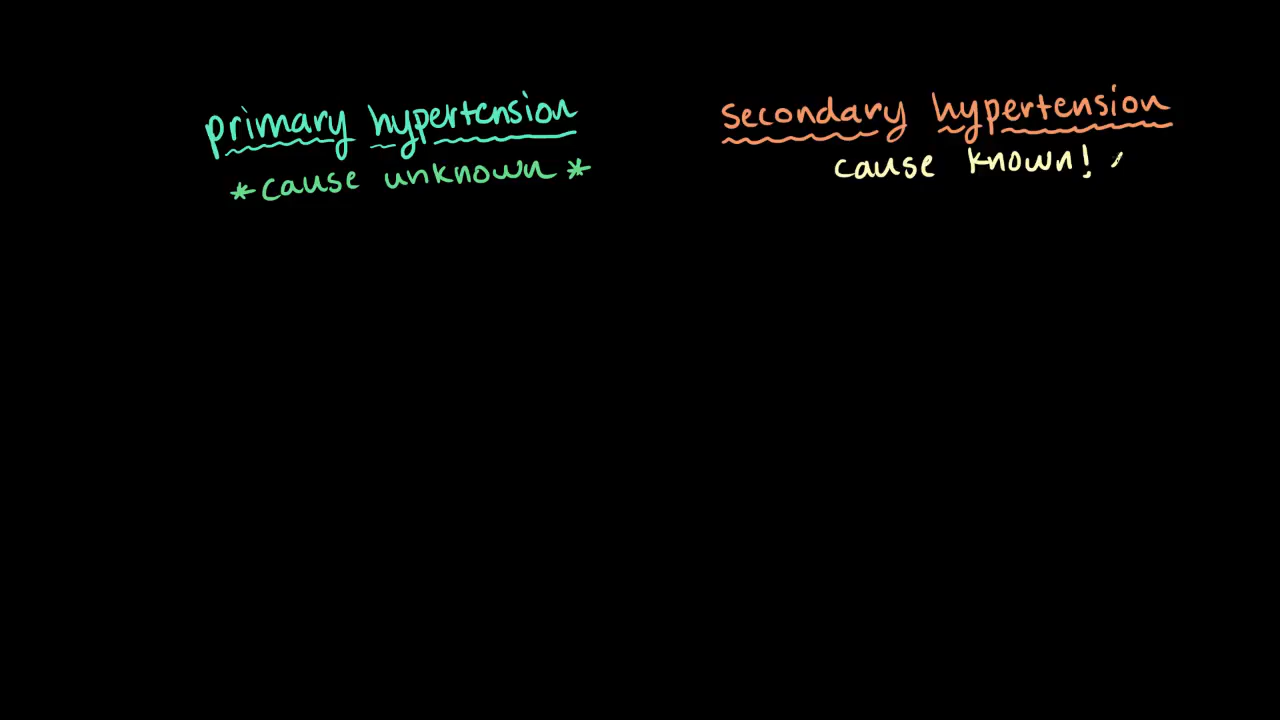 primary hypertension
*cause unknown*
secondary hypertension
cause known!